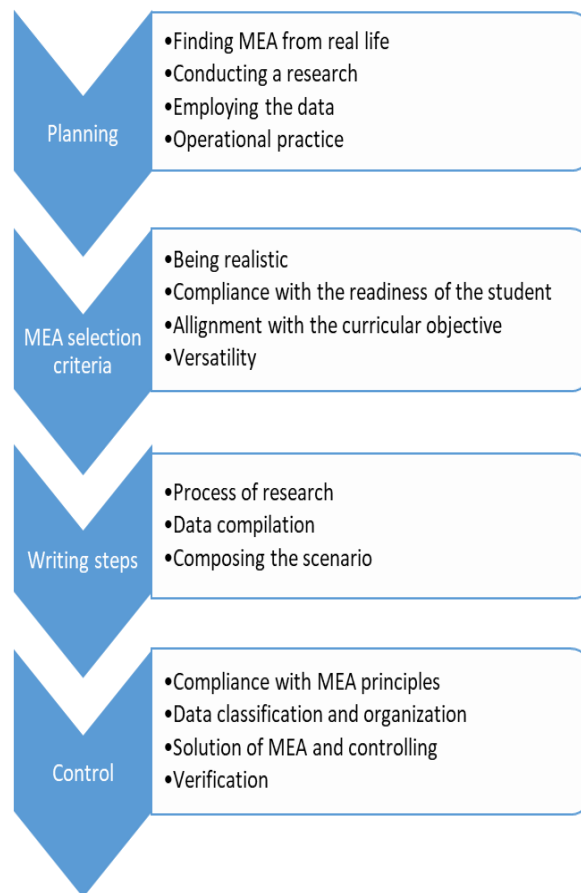 Planning
•Finding MEA from real life
•Conducting a research
•Employing the data
•Operational practice
MEA selection
criteria
•Being realistic
•Compliance with the readiness of the student
•Allignment with the curricular objective
•Versatility
Writing steps
•Process of research
•Data compilation
•Composing the scenario
Control
•Compliance with MEA principles
•Data classification and organization
•Solution of MEA and controlling
•Verification